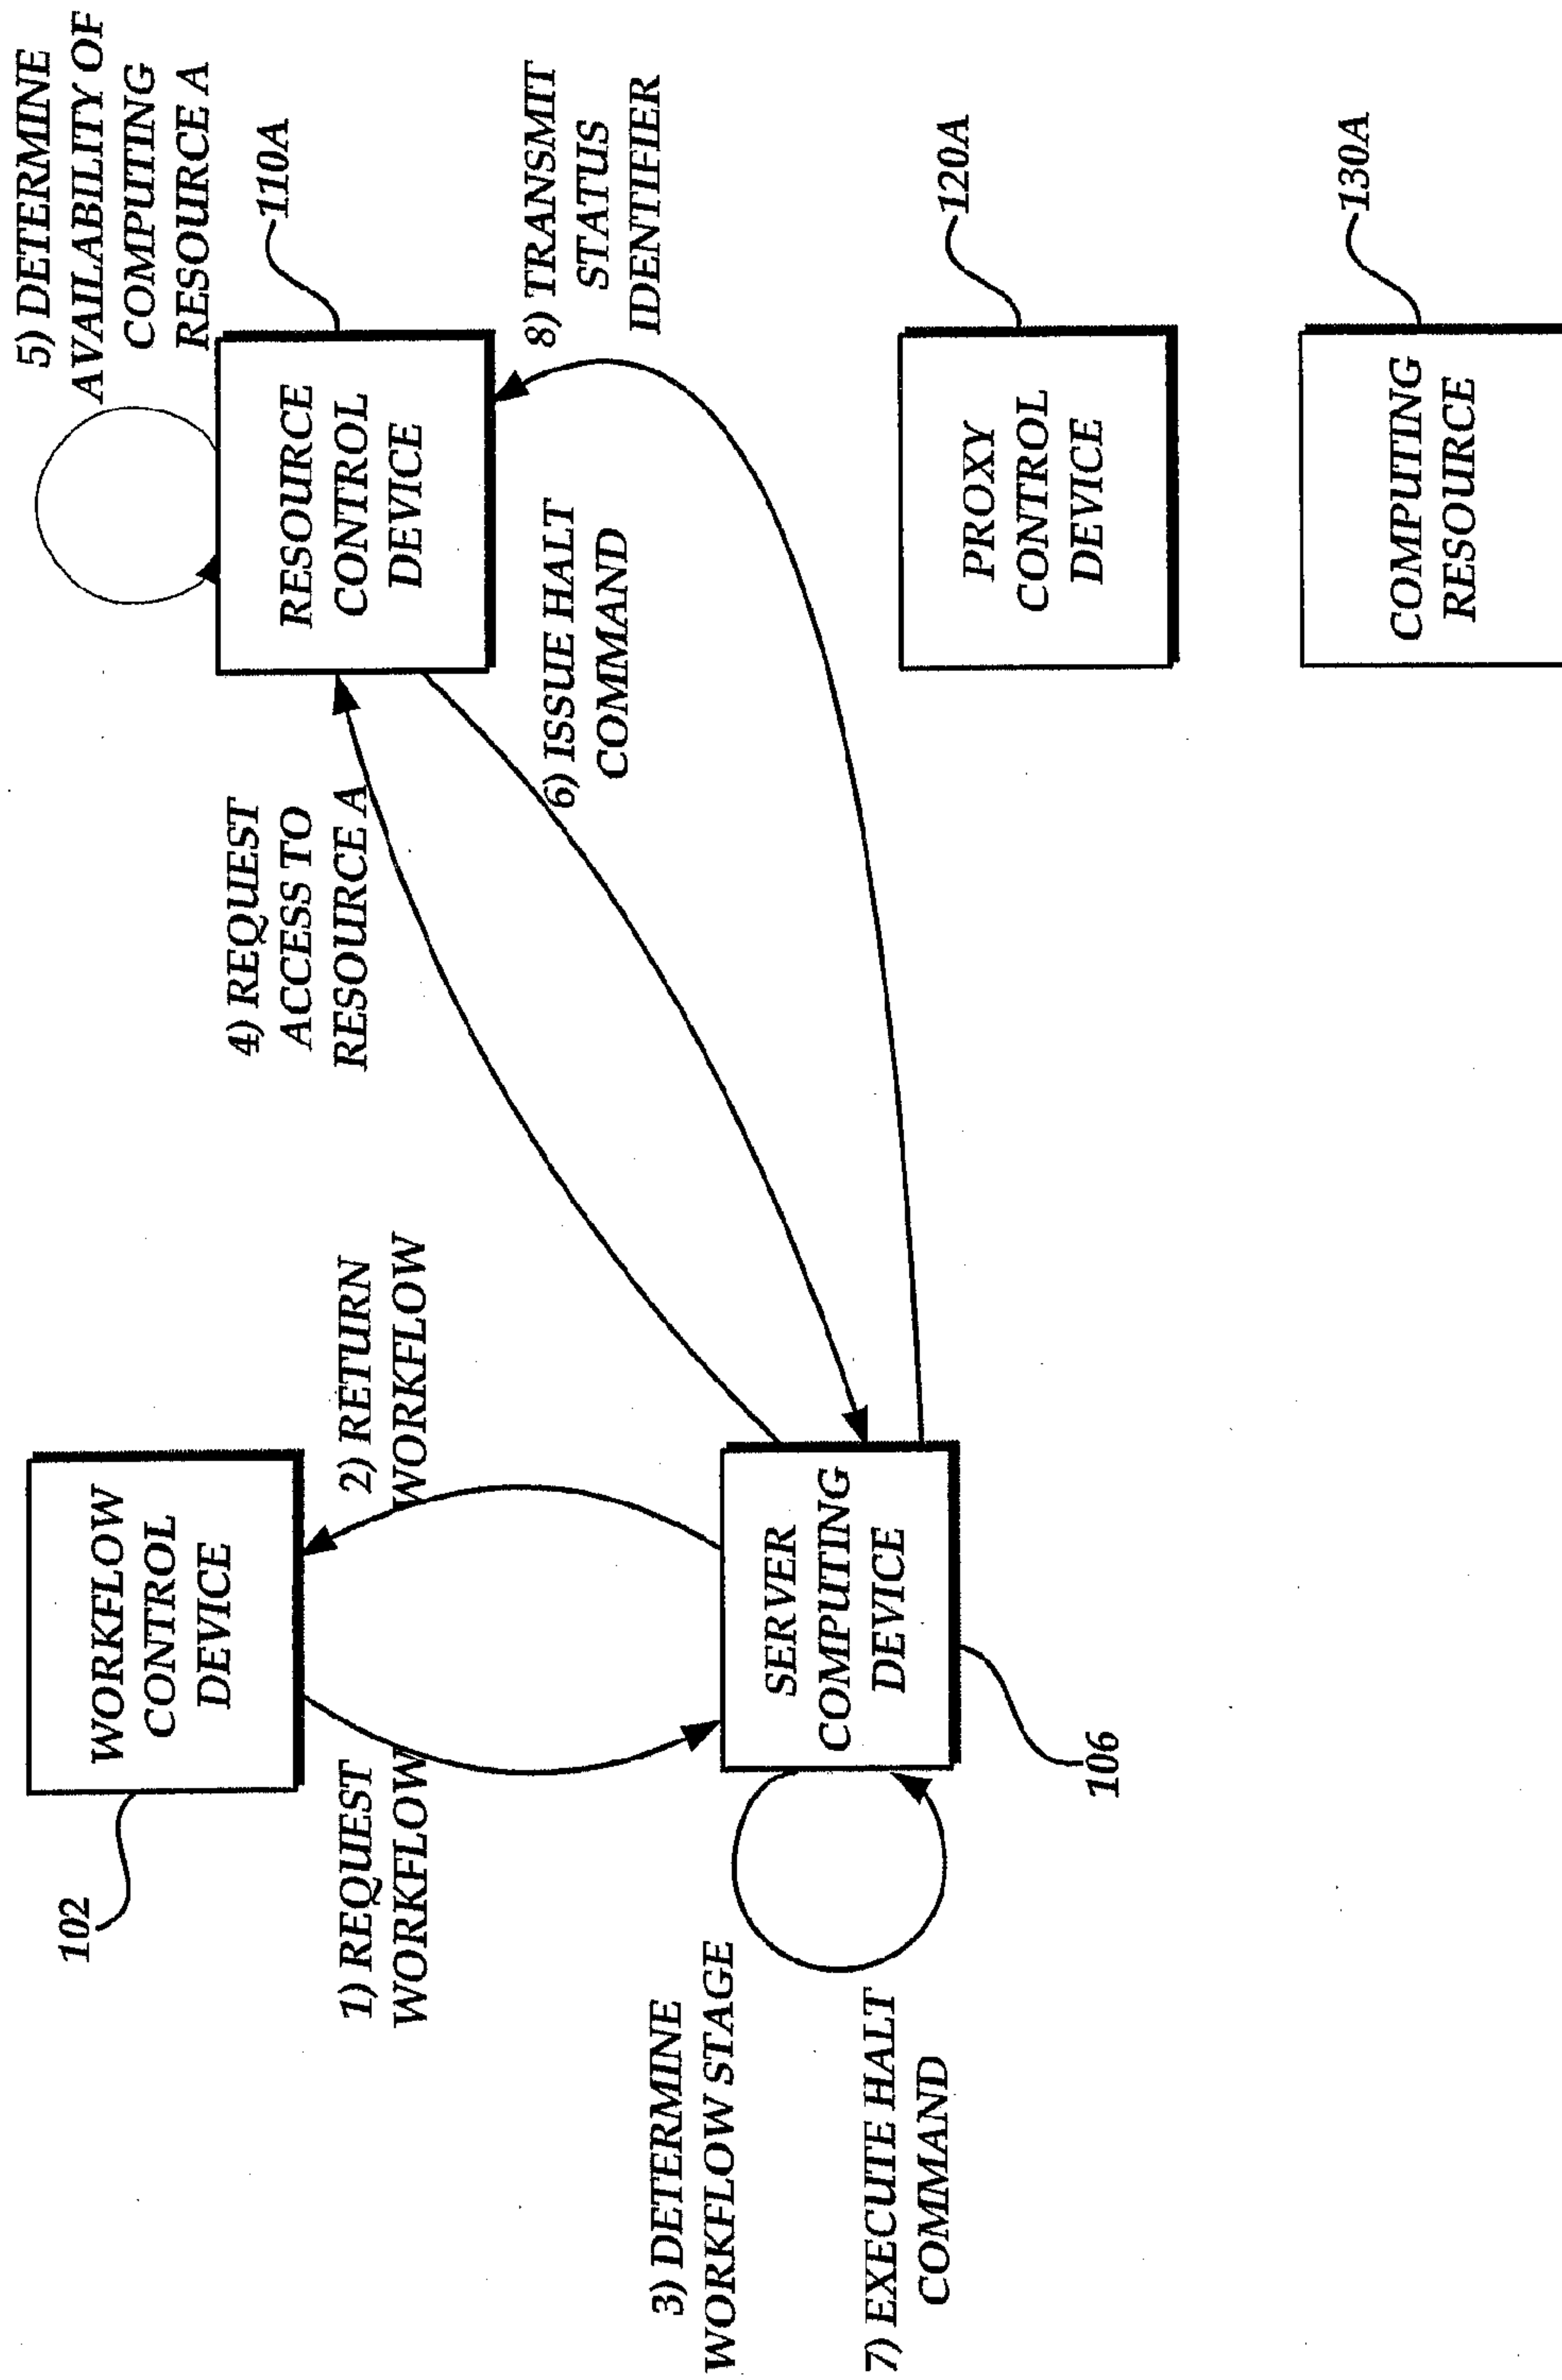 102
WORKFLOW
CONTROL
DEVICE
1) REQUEST
WORKFLOW
2) RETURN
WORKFLOW
3) DETERMINE
WORKFLOW STAGE
7) EXECUTE HALT
COMMAND
SERVER
COMPUTING
DEVICE
106
4) REQUEST
ACCESS TO
RESOURCE A
5) DETERMINE
AVAILABILITY OF
COMPUTING
RESOURCE A
110A
RESOURCE
CONTROL
DEVICE
6) ISSUE HALT
COMMAND
8) TRANSMIT
STATUS
IDENTIFIER
120A
PROXY
CONTROL
DEVICE
130A
COMPUTING
RESOURCE